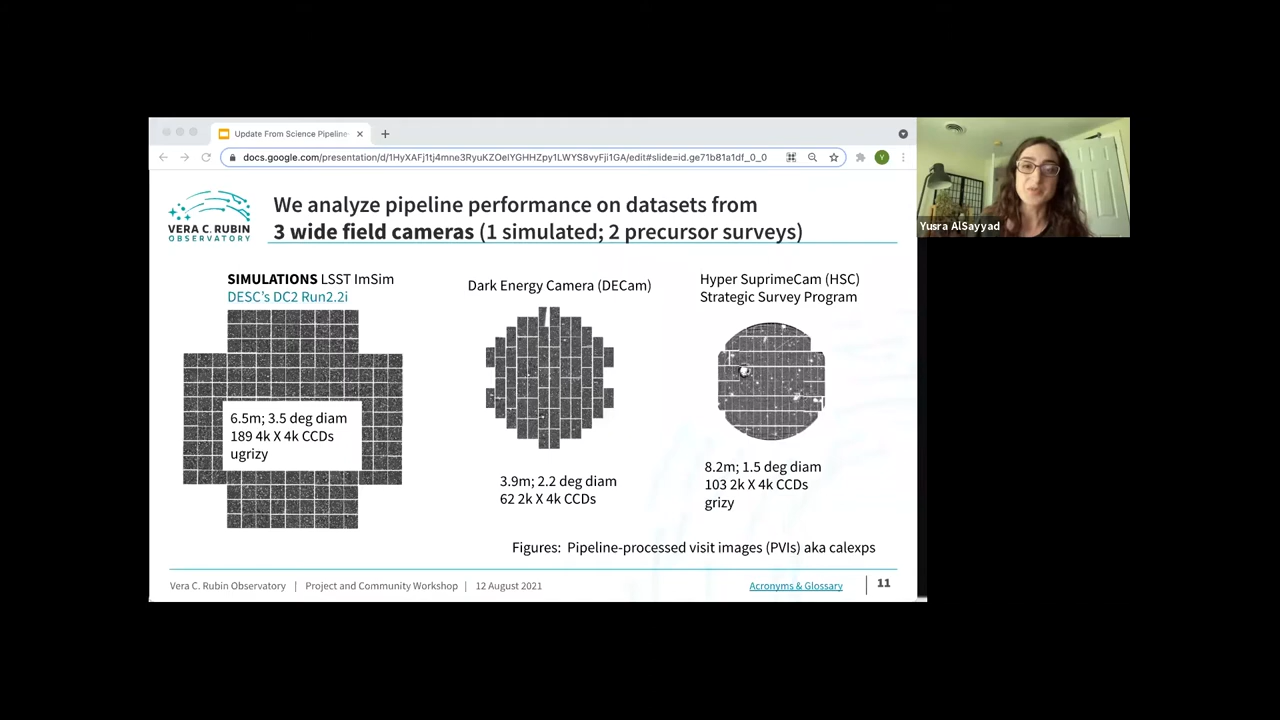 Update From Science Pipeline
docs.google.com/presentation/d/1HyXAFj1tj4mne3RyuKZOelYGHHZpy1LWYS8vyFji1GA/edit#slide=id.ge71b81a1df_0_0
Y
Yusra AlSayyad
VERA C. RUBIN
OBSERVATORY
We analyze pipeline performance on datasets from
3 wide field cameras (1 simulated; 2 precursor surveys)
SIMULATIONS LSST ImSim
DESC's DC2 Run2.2i
6.5m; 3.5 deg diam
189 4k X 4k CCDs
ugrizy
Dark Energy Camera (DECam)
3.9m; 2.2 deg diam
62 2k X 4k CCDs
Hyper SuprimeCam (HSC)
Strategic Survey Program
8.2m; 1.5 deg diam
103 2k X 4k CCDs
grizy
Figures: Pipeline-processed visit images (PVIs) aka calexps
Vera C. Rubin Observatory | Project and Community Workshop | 12 August 2021
Acronyms & Glossary
11